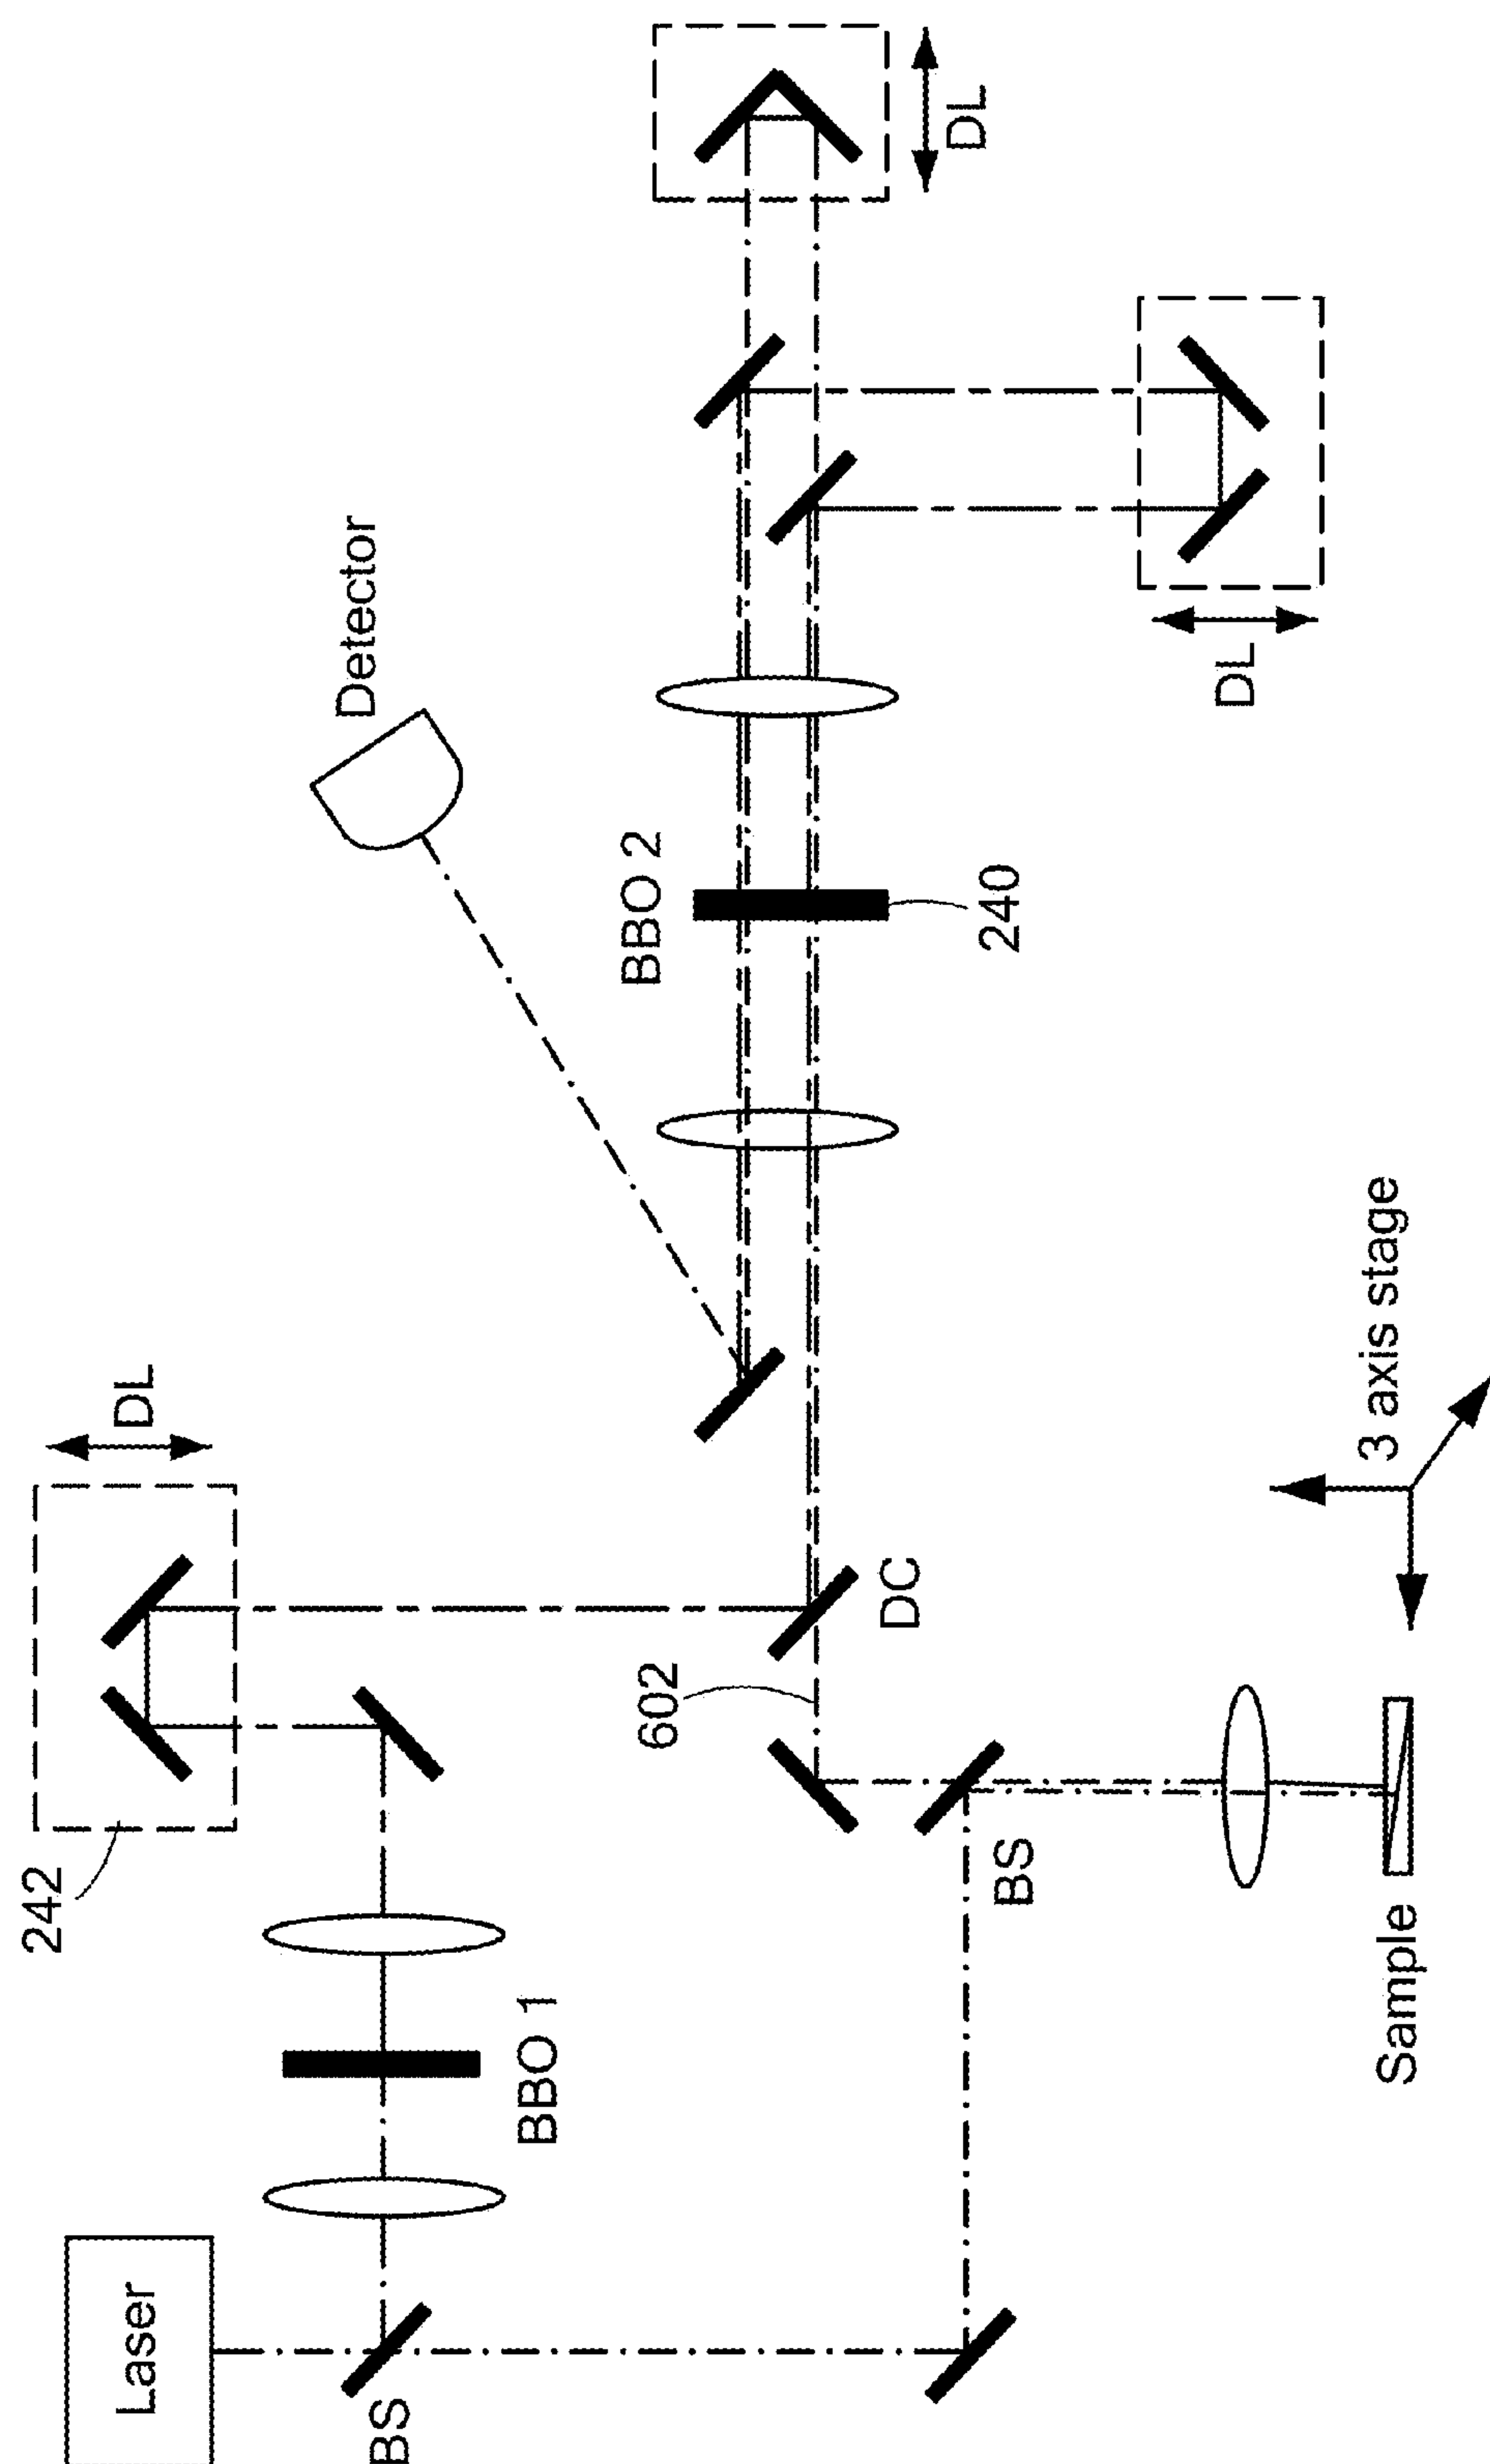 Laser
BS
242
DL
BBO 1
602
DC
BS
Sample
3 axis stage
Detector
BBO 2
240
DL
DL